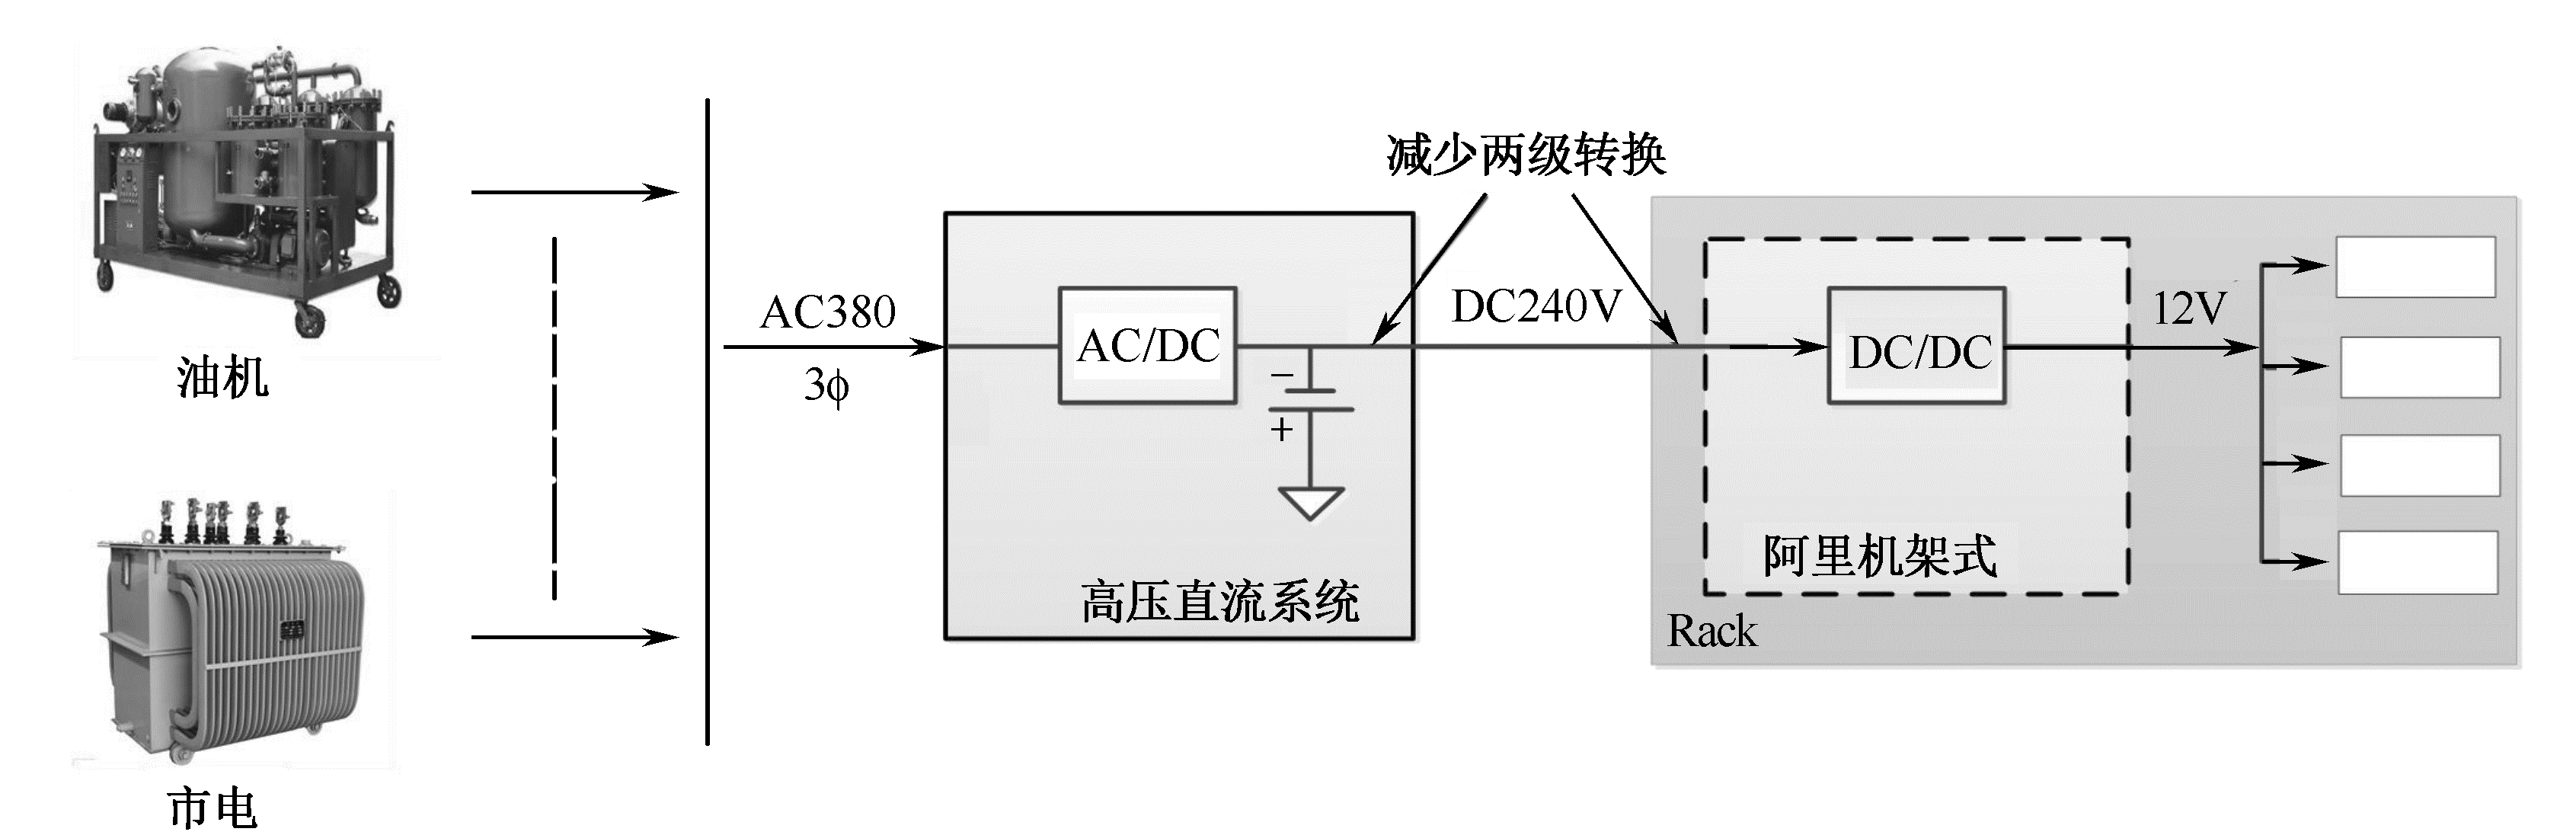 油机
市电
AC380
3ϕ
AC/DC
−
+
高压直流系统
减少两级转换
DC240V
DC/DC
阿里机架式
Rack
12V